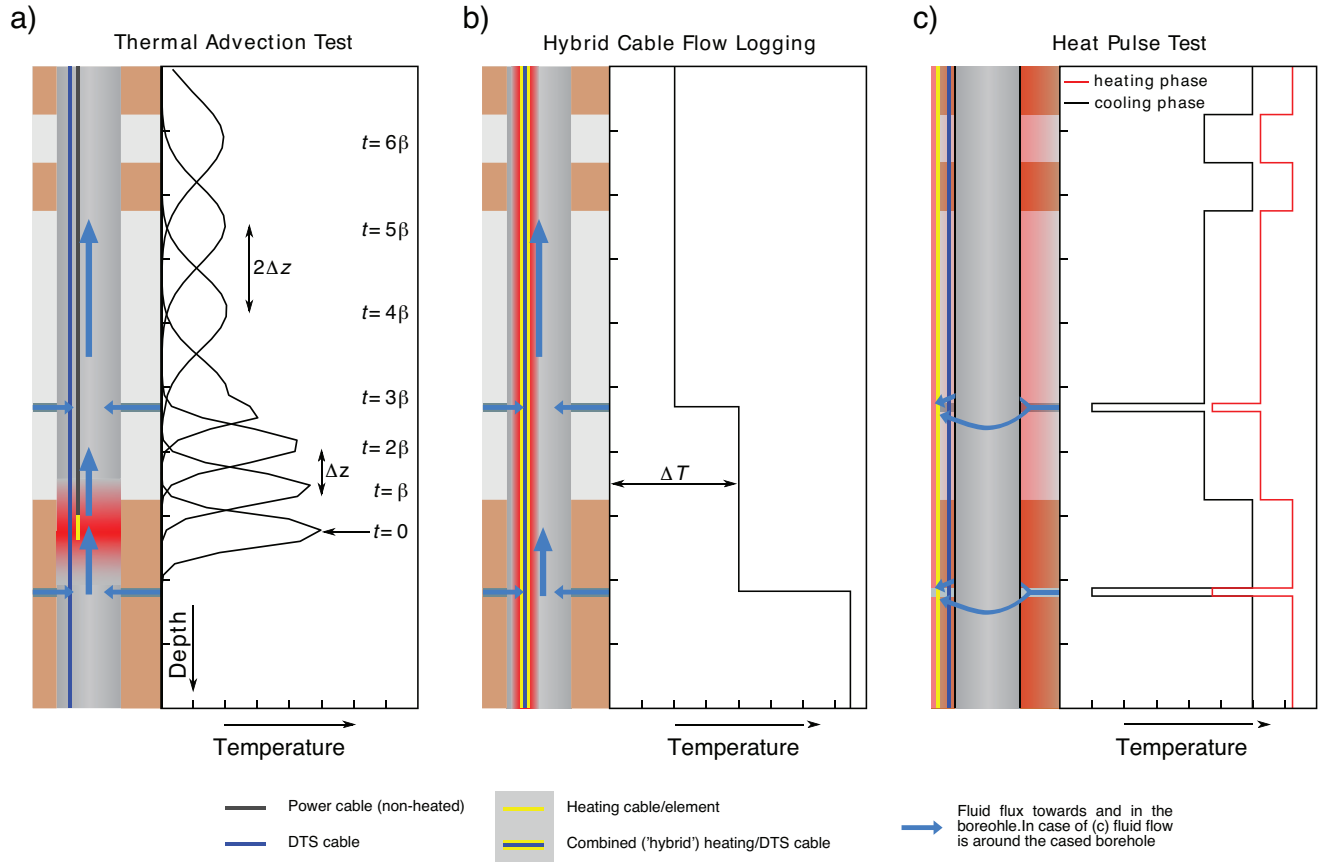 a)
Thermal Advection Test
t=6β
t=5β
2Δz
t=4β
t=3β
t=2β
Δz
t=β
t=0
Depth
Temperature
b)
Hybrid Cable Flow Logging
ΔT
Temperature
c)
Heat Pulse Test
heating phase
cooling phase
Temperature
Power cable (non-heated)
DTS cable
Heating cable/element
Combined ('hybrid') heating/DTS cable
Fluid flux towards and in the
boreohle.In case of (c) fluid flow
is around the cased borehole